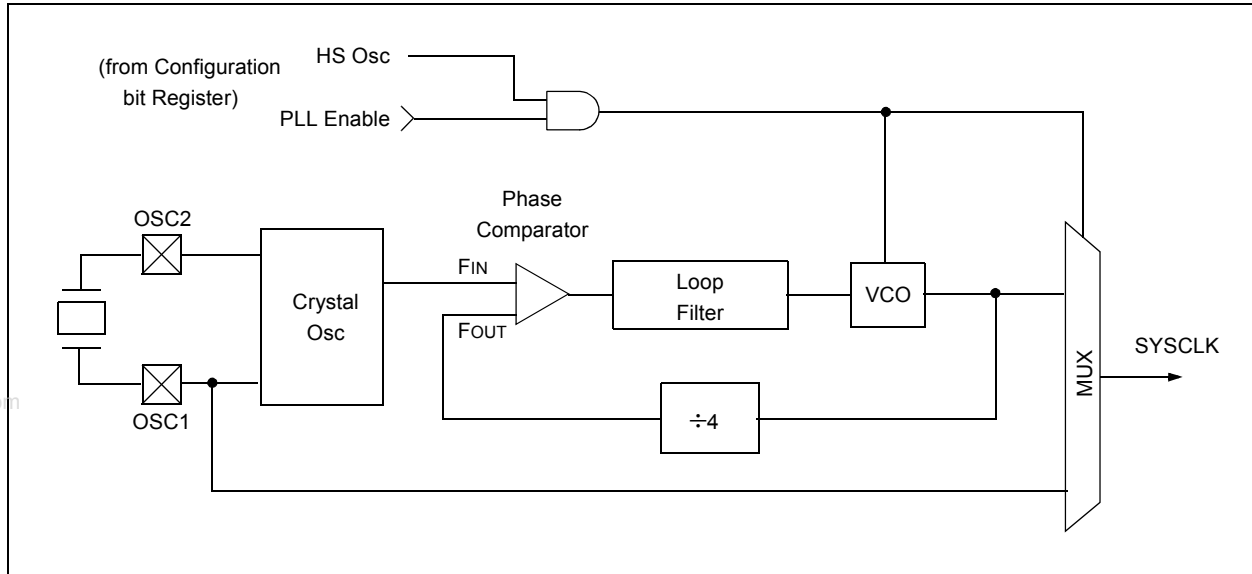 (from Configuration
bit Register)
HS Osc
PLL Enable
Phase
Comparator
OSC2
Crystal
Osc
FIN
FOUT
Loop
Filter
VCO
÷4
MUX
SYSCLK
OSC1
om